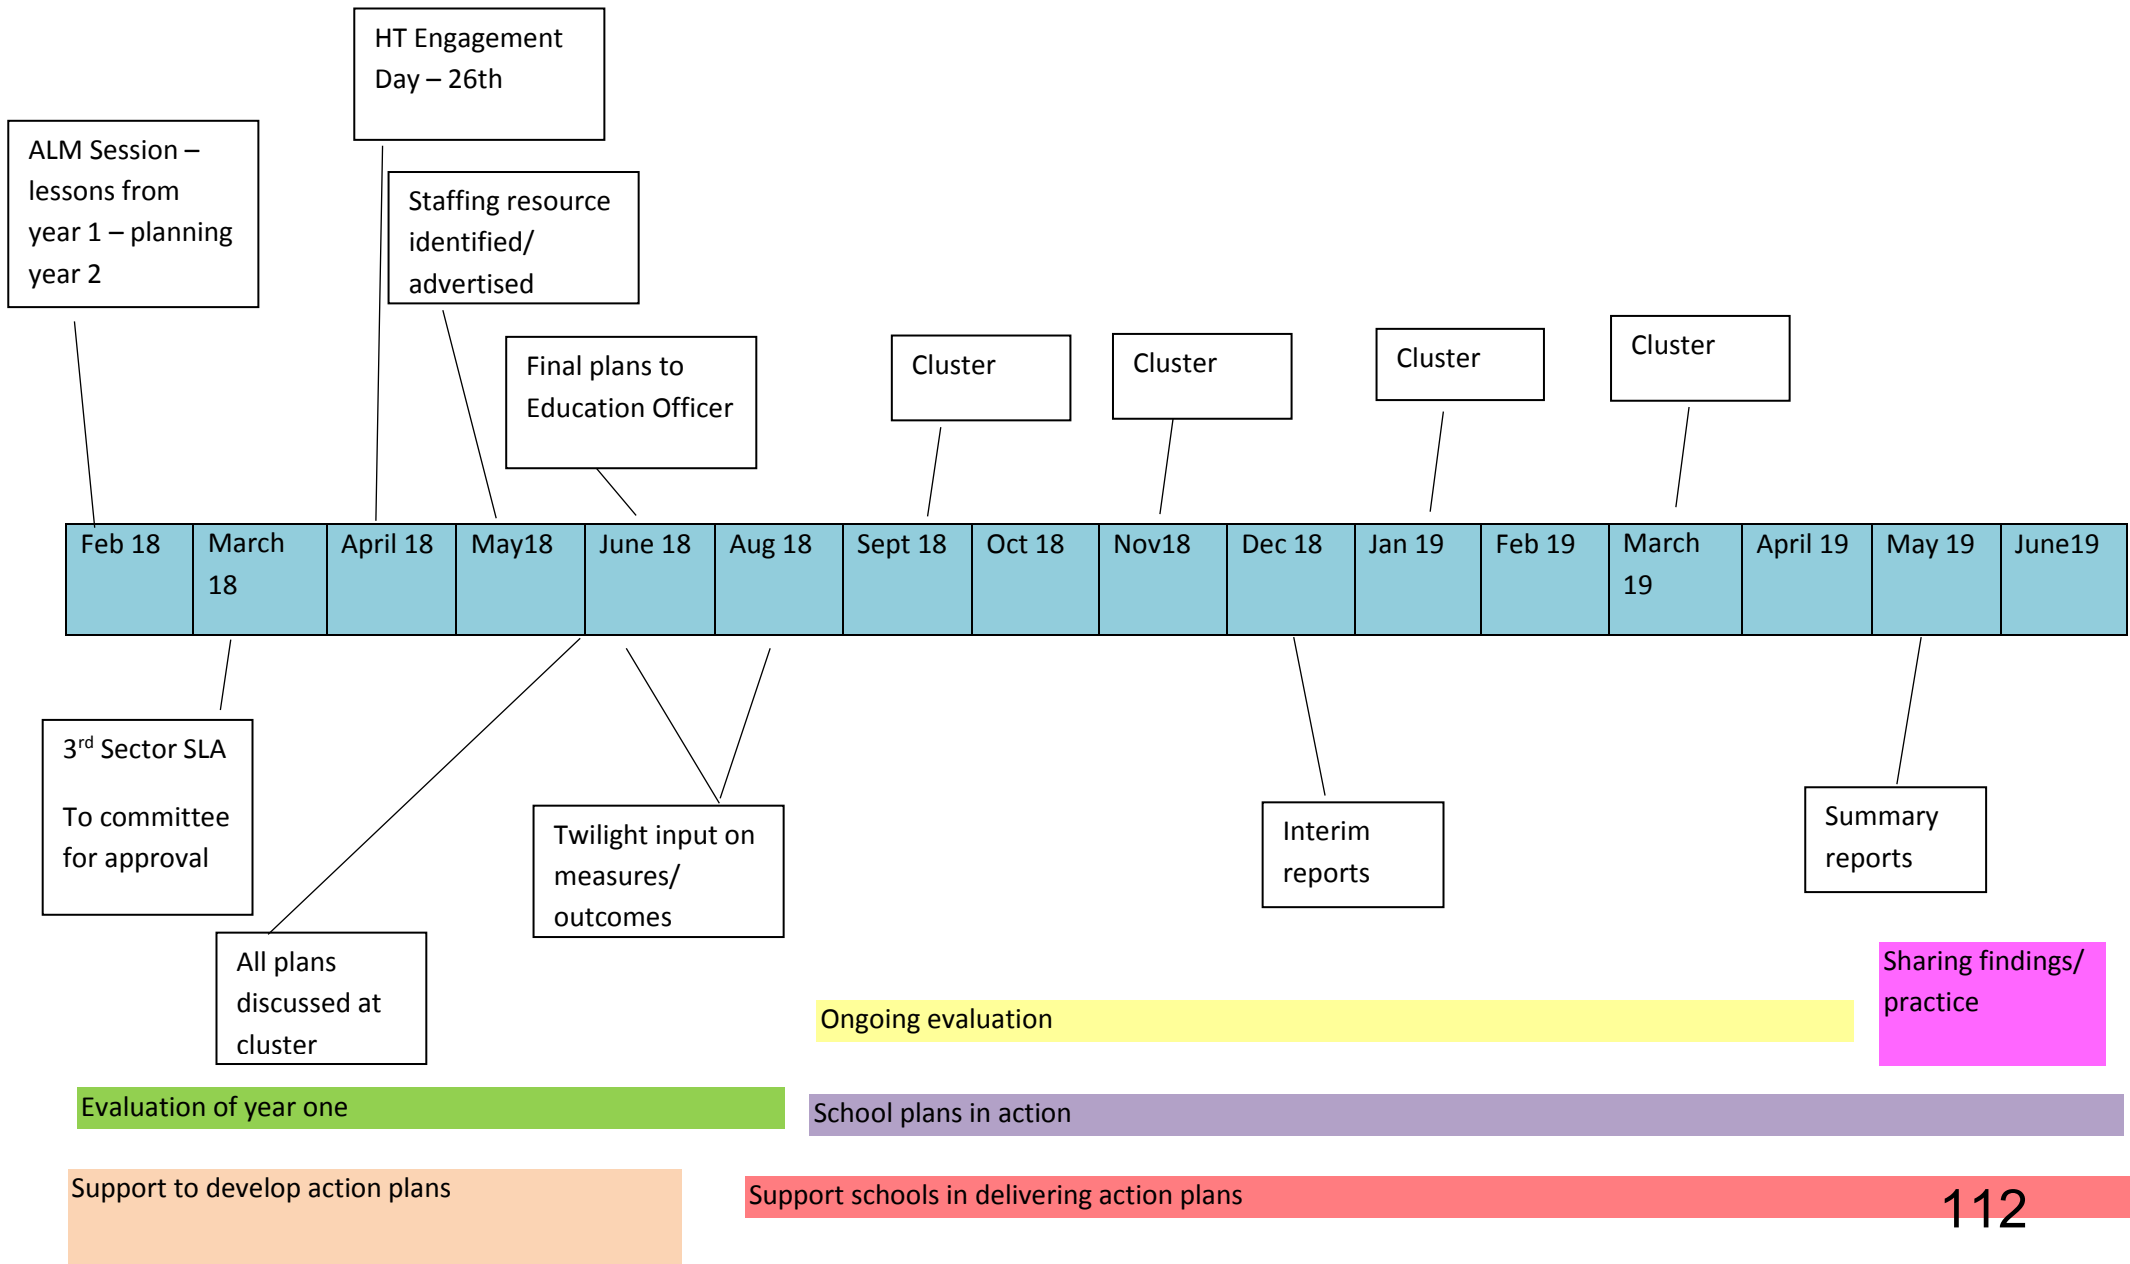 HT Engagement
Day – 26th
ALM Session –
lessons from
year 1 – planning
year 2
Staffing resource
identified/
advertised
Final plans to
Education Officer
Cluster
Cluster
Cluster
Cluster
Feb 18
March
18
April 18
May18
June 18
Aug 18
Sept 18
Oct 18
Nov18
Dec 18
Jan 19
Feb 19
March
19
April 19
May 19
June19
3rd Sector SLA
To committee
for approval
Twilight input on
measures/
outcomes
Interim
reports
Summary
reports
All plans
discussed at
cluster
Sharing findings/
practice
Ongoing evaluation
Evaluation of year one
School plans in action
Support to develop action plans
Support schools in delivering action plans
112